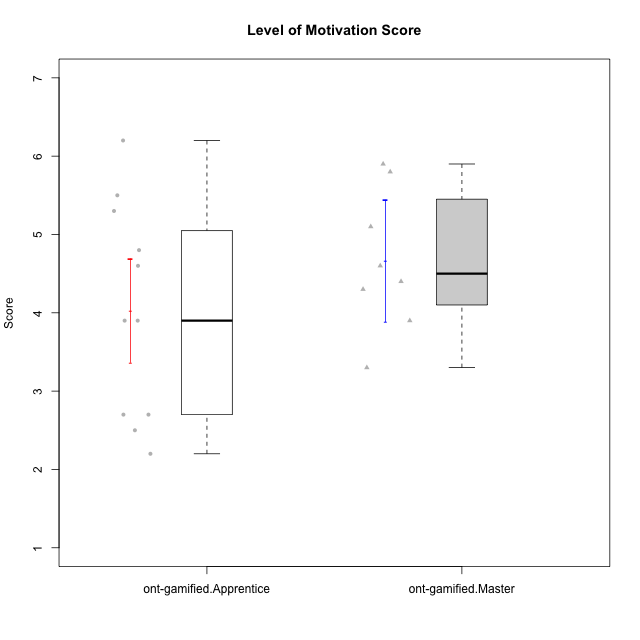 Level of Motivation Score
Score
7
6
5
4
3
2
1
ont-gamified.Apprentice
ont-gamified.Master